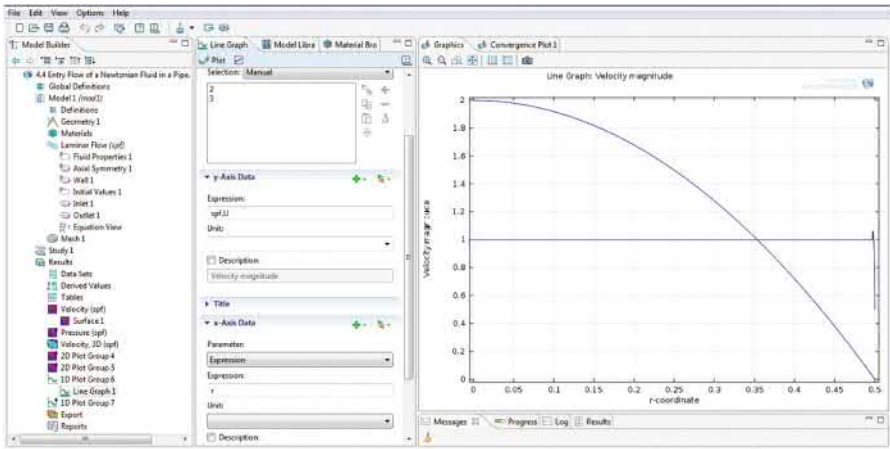 File Edit View Options Help
Model Builder
4.4 Entry Flow of a Newtonian Fluid in a Pipe.
Global Definitions
Model 1 (mod1)
Definitions
Geometry 1
Materials
Laminar Flow (spf)
Fluid Properties 1
Axial Symmetry 1
Wall 1
Initial Values 1
Inlet 1
Outlet 1
Equation View
Mesh 1
Study 1
Results
Data Sets
Derived Values
Tables
Velocity (spf)
Surface 1
Pressure (spf)
Velocity, 3D (spf)
2D Plot Group 4
2D Plot Group 5
1D Plot Group 6
Line Graph 1
1D Plot Group 7
Export
Reports
Line Graph Model Libra Material Bro
Plot
Selection: Manual
2
3
y-Axis Data
Expression:
spf.U
Unit:
Description:
Velocity magnitude
Title
x-Axis Data
Parameter:
Expression
Expression:
r
Unit:
Description:
Graphics Convergence Plot 1
Line Graph: Velocity magnitude
Velocity magnitude
2
1.8
1.6
1.4
1.2
1
0.8
0.6
0.4
0.2
0
0 0.05 0.1 0.15 0.2 0.25 0.3 0.35 0.4 0.45 0.5
r-coordinate
Messages Progress Log Results